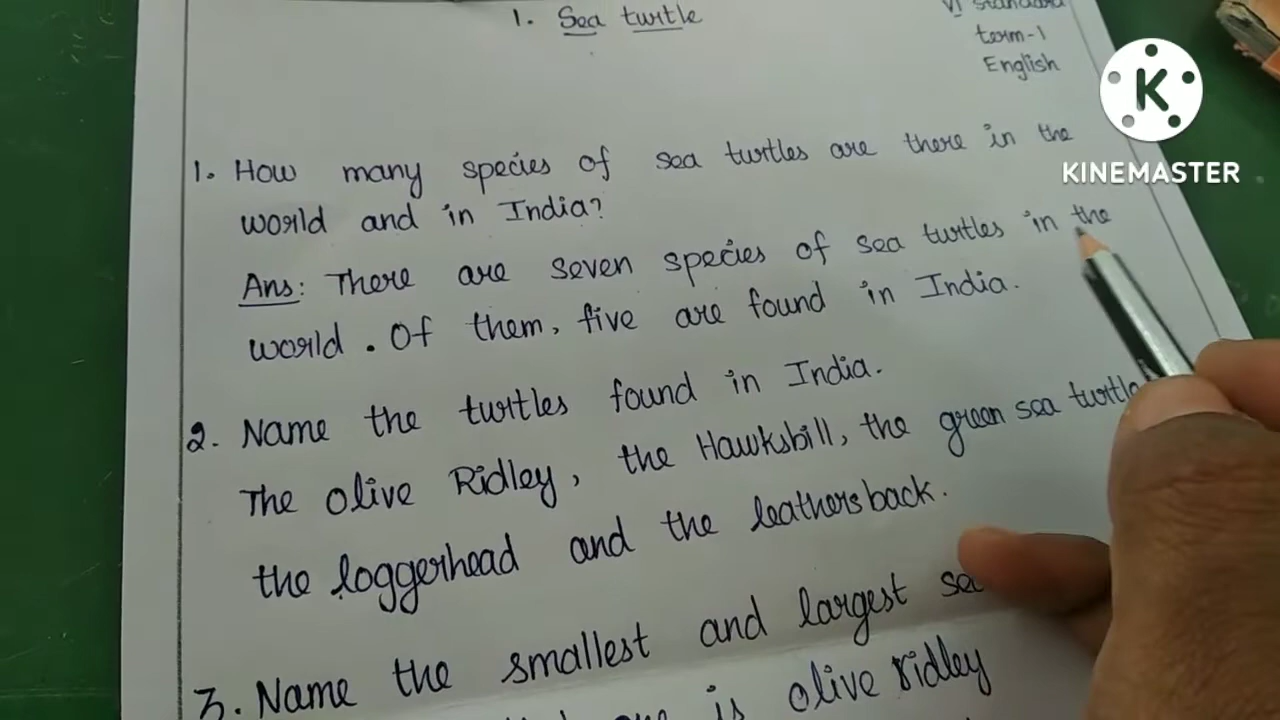 1. Sea turtle
VI standard
term-1
English
K
KINEMASTER
1. How many species of sea turtles are there in the
world and in India?
Ans: There are seven species of sea turtles in the
world. Of them, five are found in India.
2. Name the turtles found in India.
The Olive Ridley, the Hawksbill, the green sea turtle
the loggerhead and the leathersback.
3. Name the smallest and largest
is olive ridley